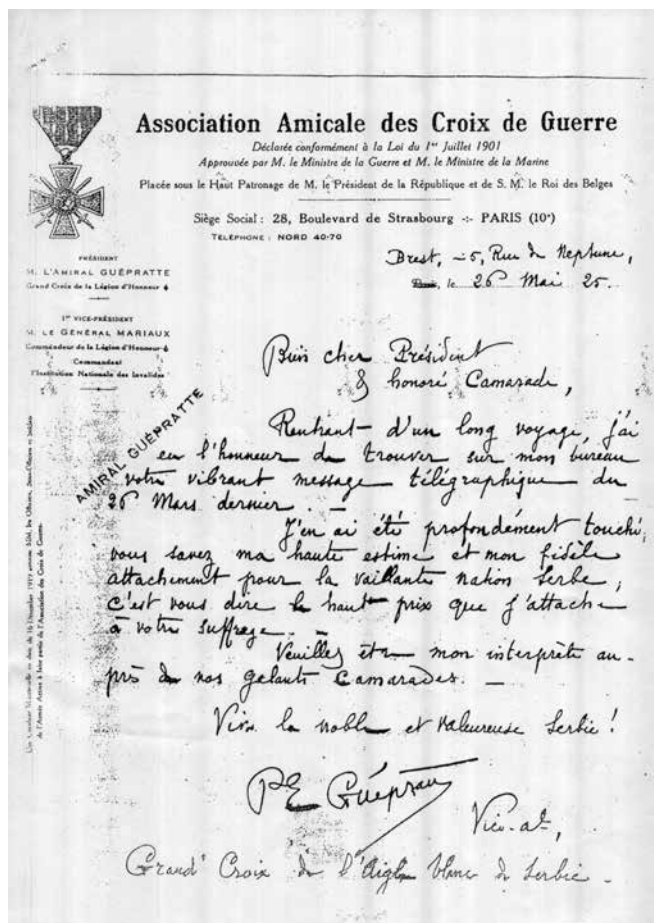 Association Amicale des Croix de Guerre
Déclarée conformément à la Loi du 1er Juillet 1901
Approuvée par M. le Ministre de la Guerre et M. le Ministre de la Marine
Placée sous le Haut Patronage de M. le Président de la République et de S. M. le Roi des Belges
Siège Social : 28, Boulevard de Strasbourg -:- PARIS (10e)
TÉLÉPHONE : NORD 40-70
PRÉSIDENT
M. L'AMIRAL GUÉPRATTE
Grand Croix de la Légion d'Honneur
1er VICE-PRÉSIDENT
M. LE GÉNÉRAL MARIAUX
Commandeur de la Légion d'Honneur
Commandant
l'Institution Nationale des Invalides
AMIRAL GUÉPRATTE
Brest, 5, Rue de Neptune,
Paris, le 26 Mai 25.
Bien cher Président
& honoré Camarade,
Rentrant d'un long voyage, j'ai
eu l'honneur de trouver sur mon bureau
votre vibrant message télégraphique du
26 Mars dernier. —
J'en ai été profondément touché,
vous savez ma haute estime et mon fidèle
attachement pour la vaillante nation Serbe ;
c'est vous dire le haut prix que j'attache
à votre suffrage. —
Veuillez être mon interprète au-
près de nos galants Camarades. —
Vive la noble et valeureuse Serbie !
PE Guépratte
Vice-al,
Grand' Croix de l'Aigle blanc de Serbie.